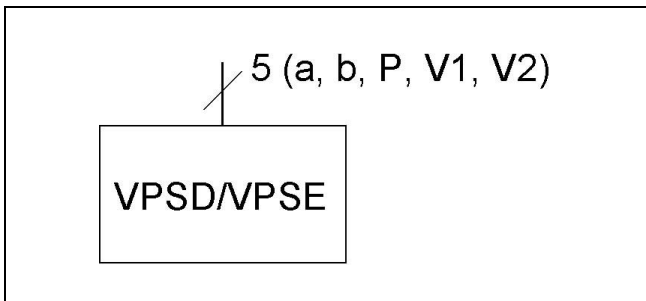 5 (a, b, P, V1, V2)
VPSD/VPSE